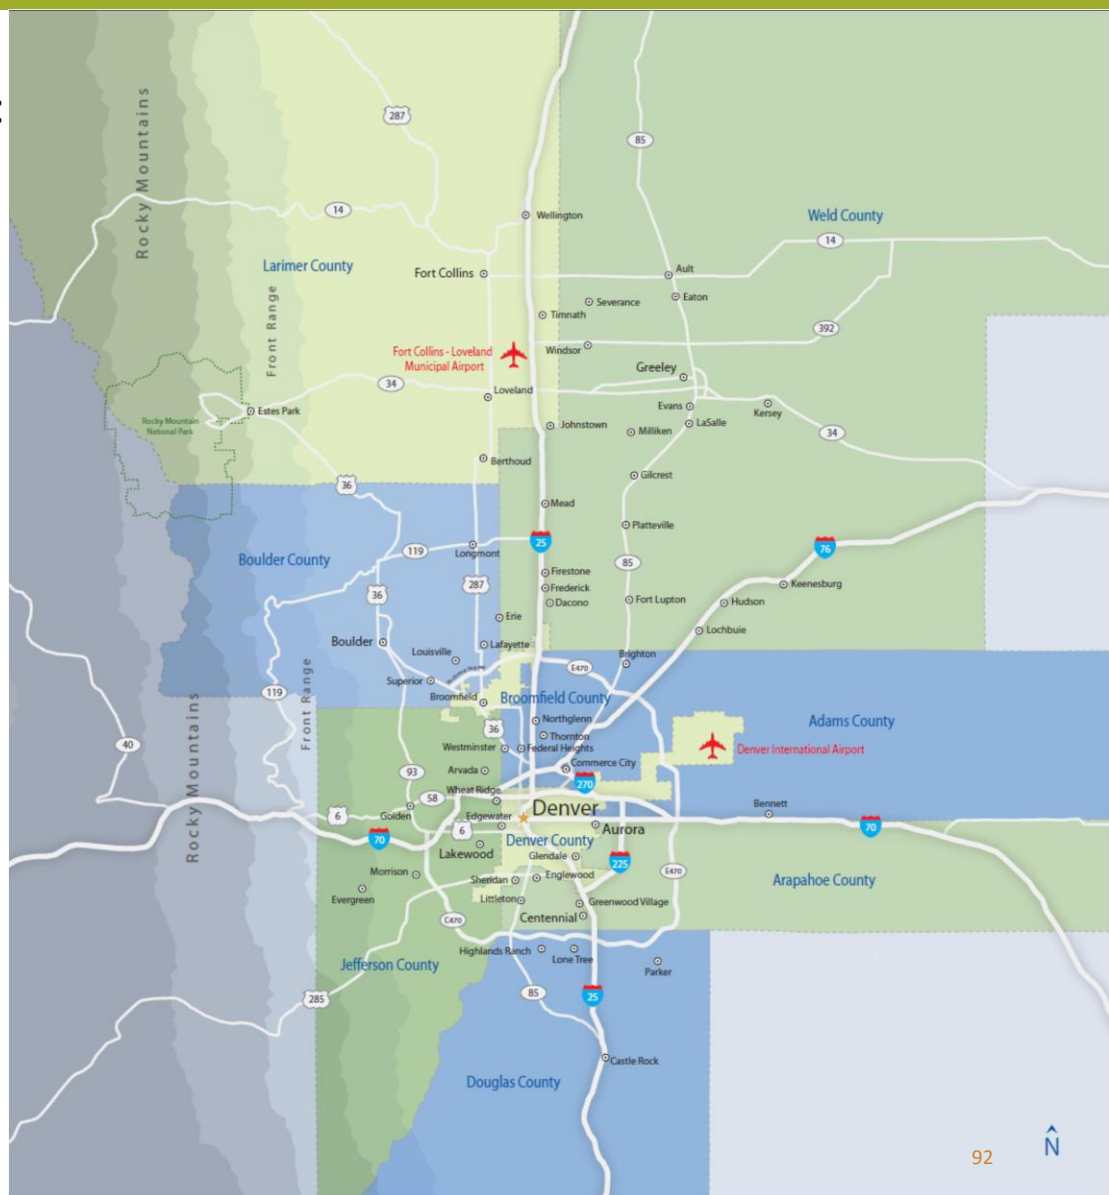 :
287
85
Rocky Mountains
14
Wellington
Weld County
14
Larimer County
Fort Collins
Ault
Front Range
Severance
Eaton
Timnath
392
Fort Collins - Loveland
Municipal Airport
Windsor
Greeley
34
Loveland
Estes Park
Evans
Kersey
Rocky Mountain
National Park
Johnstown
Milliken
LaSalle
34
Berthoud
Gilcrest
36
Mead
Platteville
25
76
119
Longmont
Boulder County
85
Firestone
287
Keenesburg
Frederick
36
Dacono
Fort Lupton
Hudson
Erie
Lochbuie
Boulder
Lafayette
Louisville
Brighton
E470
Superior
Front Range
119
Broomfield
Broomfield County
Rocky Mountains
Northglenn
Adams County
36
Thornton
40
Westminster
Federal Heights
Denver International Airport
Arvada
Commerce City
93
270
Wheat Ridge
58
Denver
Bennett
Golden
6
Edgewater
70
6
Aurora
70
Denver County
Lakewood
Glendale
225
Morrison
E470
Sheridan
Englewood
Arapahoe County
Evergreen
Littleton
Greenwood Village
Centennial
C470
Highlands Ranch
Lone Tree
Jefferson County
Parker
85
25
285
Castle Rock
Douglas County
92
N